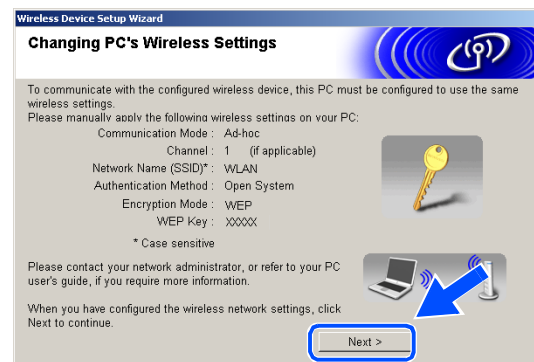 Wireless Device Setup Wizard
Changing PC's Wireless Settings
To communicate with the configured wireless device, this PC must be configured to use the same
wireless settings.
Please manually apply the following wireless settings on your PC:
Communication Mode : Ad-hoc
Channel : 1 (if applicable)
Network Name (SSID)* : WLAN
Authentication Method : Open System
Encryption Mode : WEP
WEP Key : XXXXX
* Case sensitive
Please contact your network administrator, or refer to your PC
user's guide, if you require more information.
When you have configured the wireless network settings, click
Next to continue.
Next >